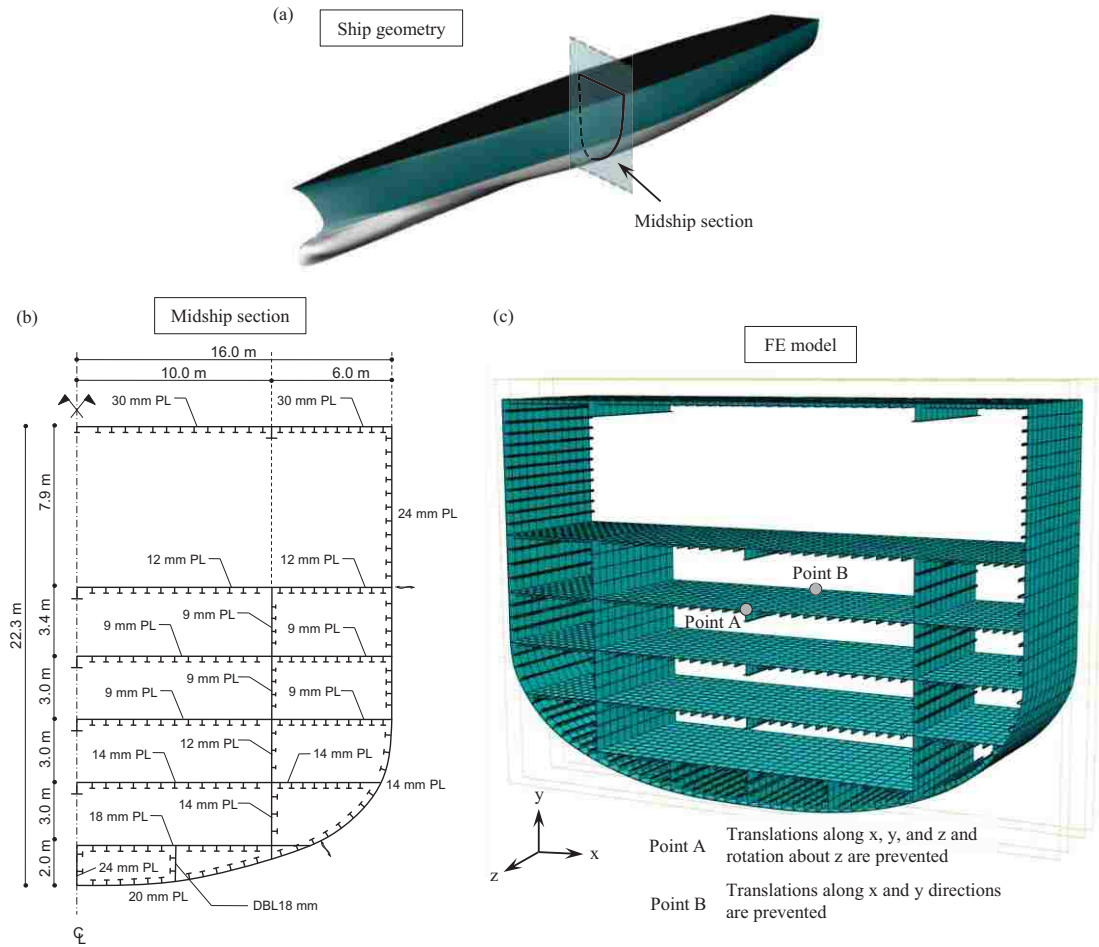 (a)
Ship geometry
Midship section
(b)
Midship section
16.0 m
10.0 m
6.0 m
30 mm PL
30 mm PL
7.9 m
24 mm PL
12 mm PL
12 mm PL
22.3 m
3.4 m
9 mm PL
9 mm PL
9 mm PL
3.0 m
9 mm PL
9 mm PL
9 mm PL
3.0 m
12 mm PL
14 mm PL
14 mm PL
14 mm PL
3.0 m
14 mm PL
18 mm PL
2.0 m
24 mm PL
20 mm PL
DBL18 mm
CL
(c)
FE model
Point B
Point A
y
x
z
Point A
Translations along x, y, and z and
rotation about z are prevented
Point B
Translations along x and y directions
are prevented